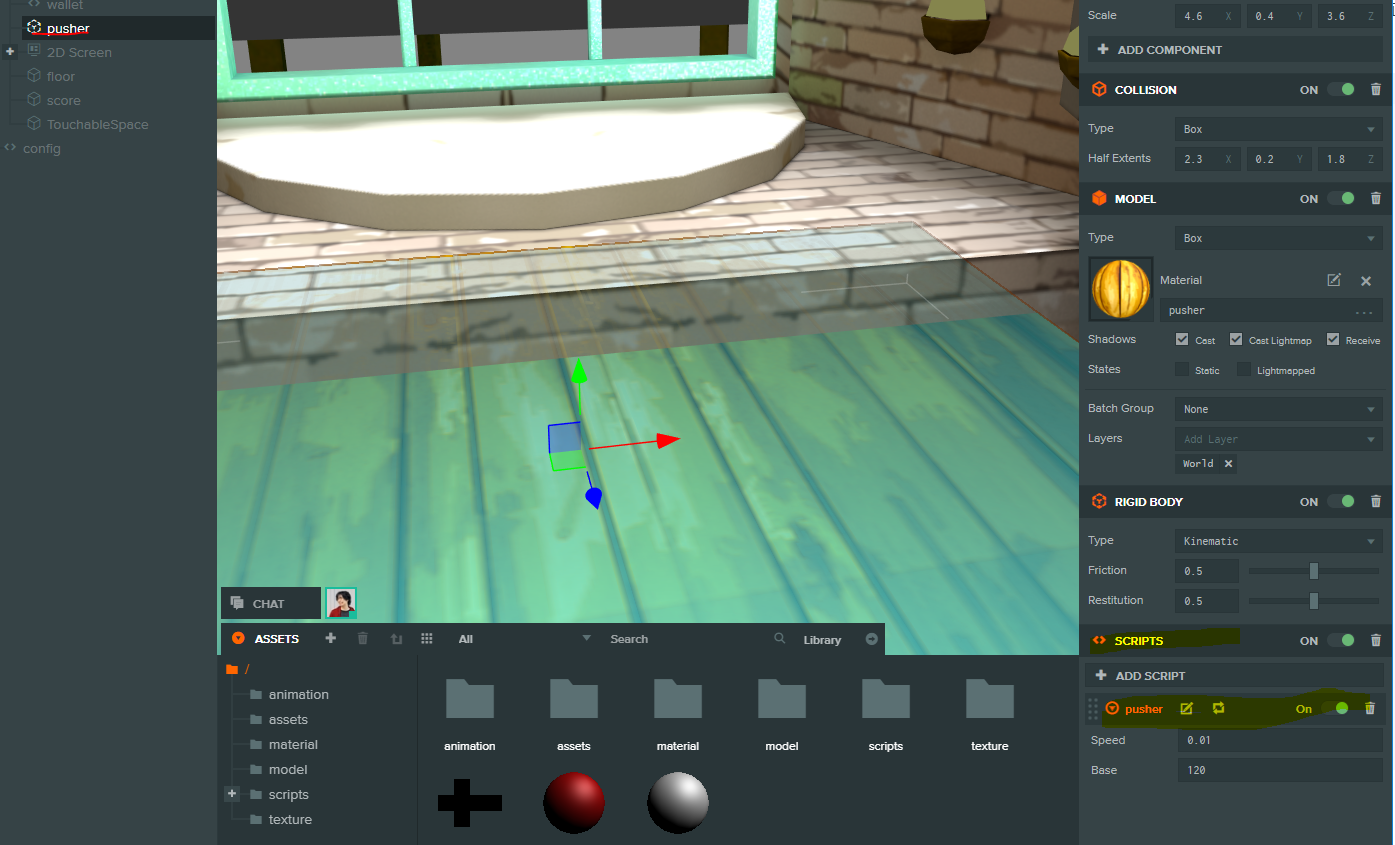 wallet
pusher
2D Screen
floor
score
TouchableSpace
config
CHAT
ASSETS All Search Library
/
animation
assets
material
model
scripts
texture
animation assets material model scripts texture
Scale 4.6 X 0.4 Y 3.6 Z
ADD COMPONENT
COLLISION ON
Type Box
Half Extents 2.3 X 0.2 Y 1.8 Z
MODEL ON
Type Box
Material
pusher ...
Shadows Cast Cast Lightmap Receive
States Static Lightmapped
Batch Group None
Layers Add Layer
World
RIGID BODY ON
Type Kinematic
Friction 0.5
Restitution 0.5
SCRIPTS ON
ADD SCRIPT
pusher On
Speed 0.01
Base 120